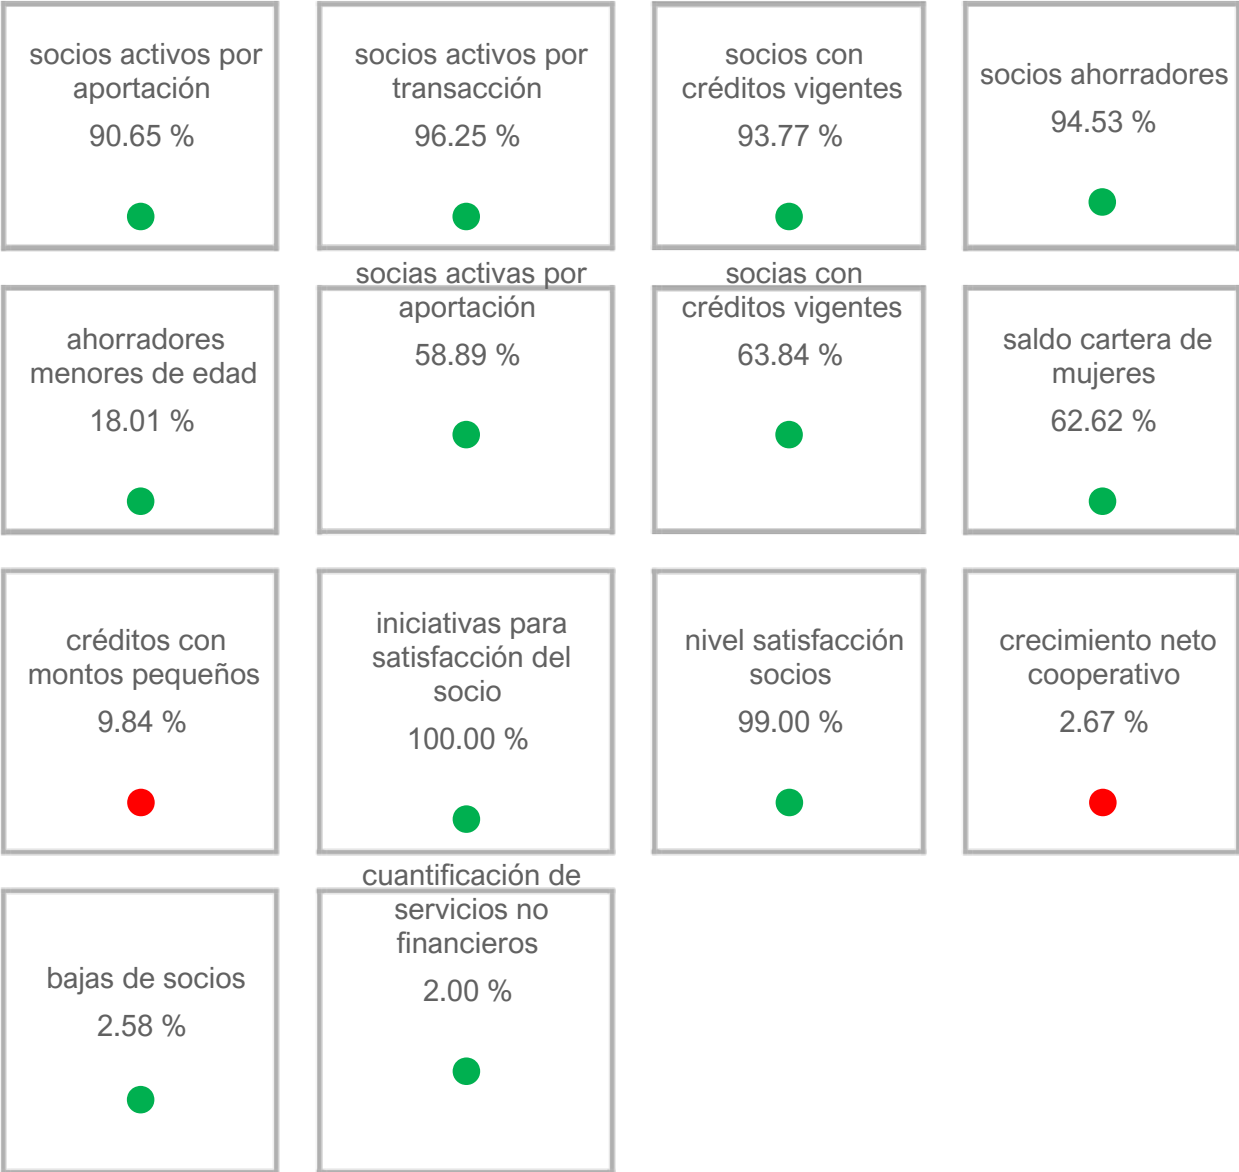 socios activos por
aportación
90.65 %
socios activos por
transacción
96.25 %
socios con
créditos vigentes
93.77 %
socios ahorradores
94.53 %
ahorradores
menores de edad
18.01 %
socias activas por
aportación
58.89 %
socias con
créditos vigentes
63.84 %
saldo cartera de
mujeres
62.62 %
créditos con
montos pequeños
9.84 %
iniciativas para
satisfacción del
socio
100.00 %
nivel satisfacción
socios
99.00 %
crecimiento neto
cooperativo
2.67 %
bajas de socios
2.58 %
cuantificación de
servicios no
financieros
2.00 %